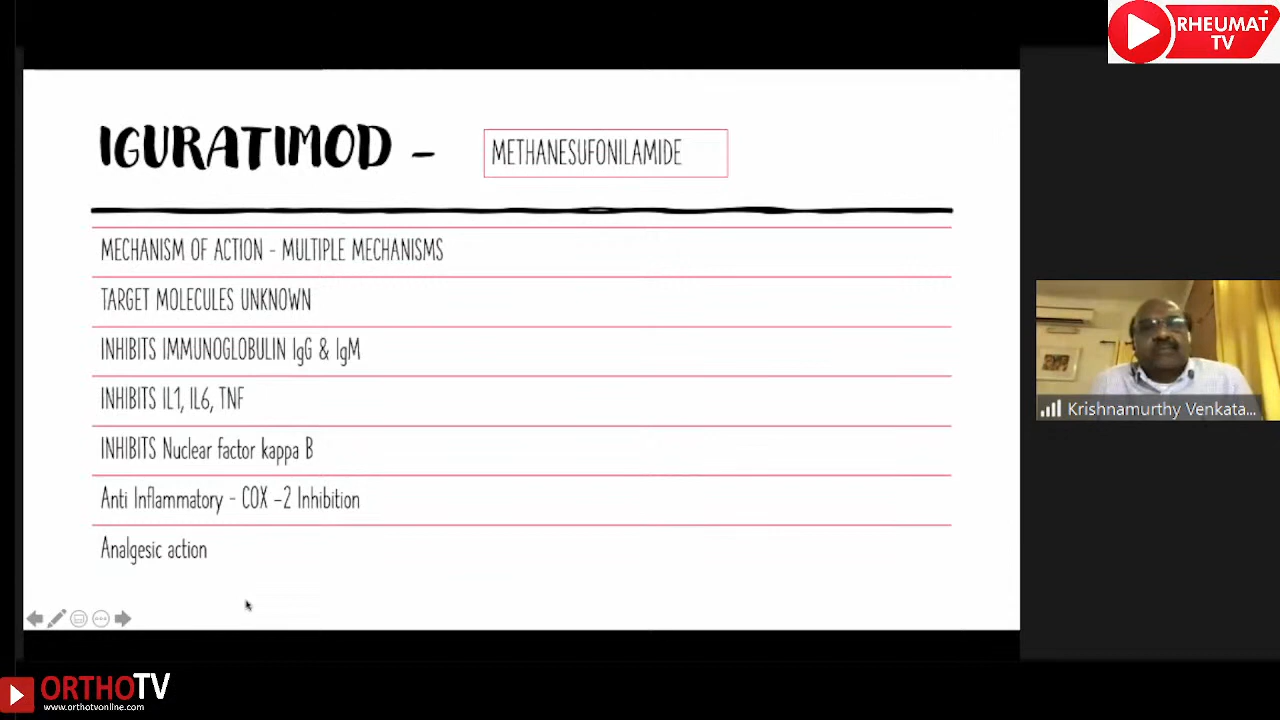 RHEUMAT
TV
IGURATIMOD –
METHANESUFONILAMIDE
MECHANISM OF ACTION - MULTIPLE MECHANISMS
TARGET MOLECULES UNKNOWN
INHIBITS IMMUNOGLOBULIN IgG & IgM
INHIBITS IL1, IL6, TNF
INHIBITS Nuclear factor kappa B
Anti Inflammatory - COX –2 Inhibition
Analgesic action
Krishnamurthy Venkata...
ORTHOTV
www.orthotvonline.com